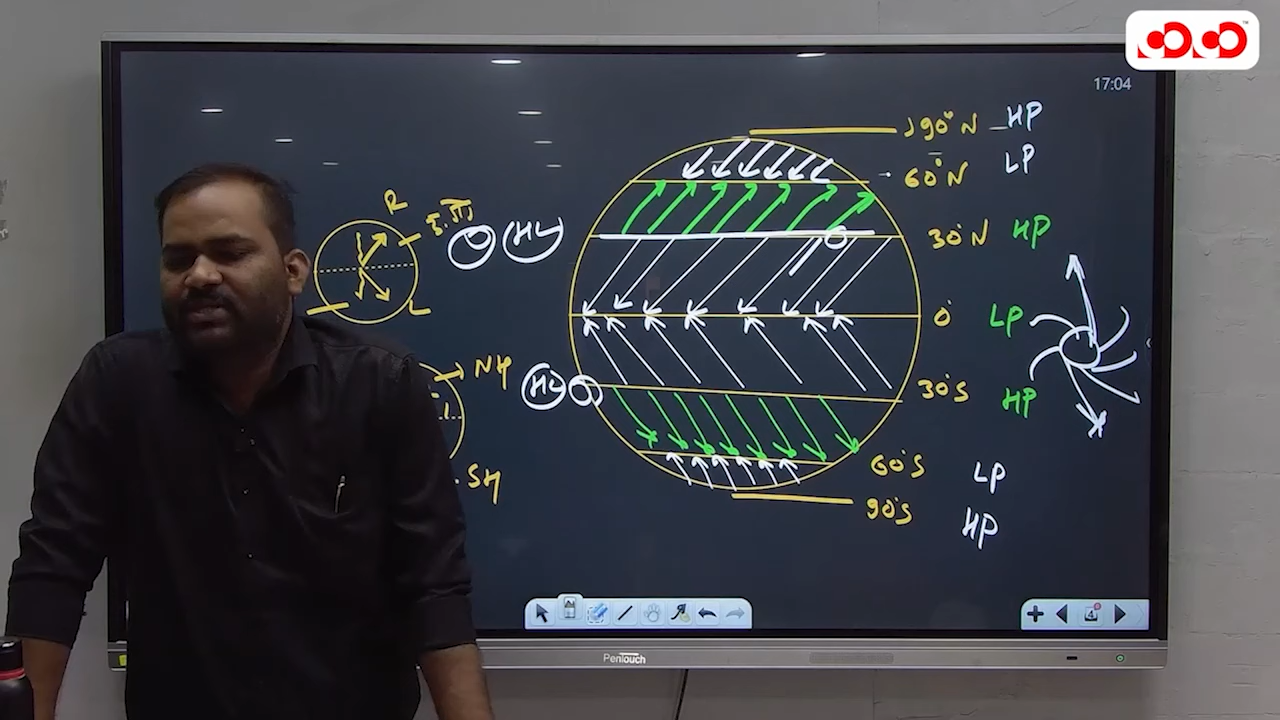 17:04
90°N HP
60°N LP
R
30°N HP
0° LP
L
NH
30°S HP
60°S LP
SH
90°S HP
PenTouch
4